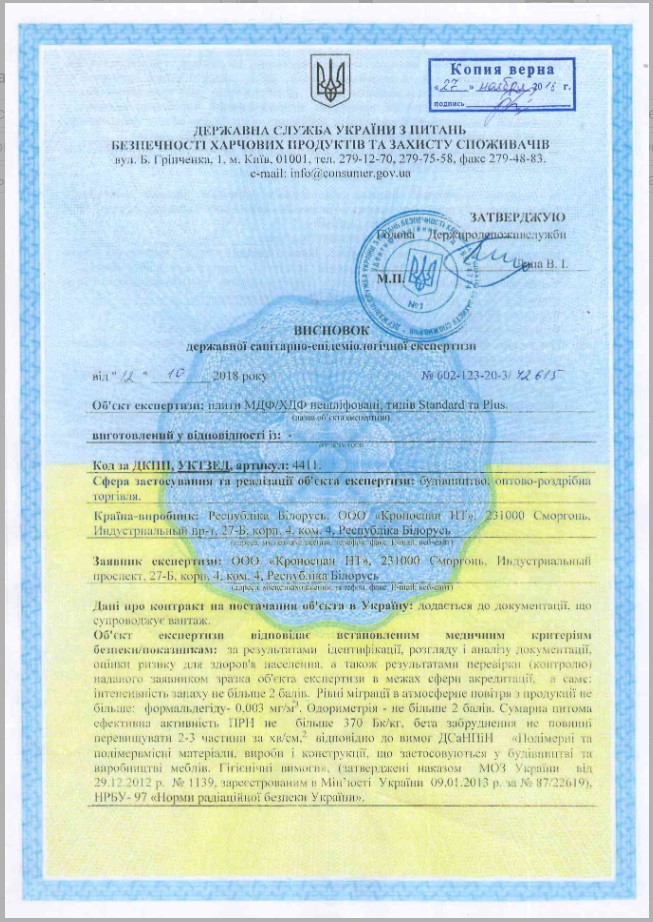 Копия верна
«27» ноября 2018 г.
подпись
ДЕРЖАВНА СЛУЖБА УКРАЇНИ З ПИТАНЬ
БЕЗПЕЧНОСТІ ХАРЧОВИХ ПРОДУКТІВ ТА ЗАХИСТУ СПОЖИВАЧІВ
вул. Б. Грінченка, 1, м. Київ, 01001, тел. 279-12-70, 279-75-58, факс 279-48-83.
e-mail: info@consumer.gov.ua
ЗАТВЕРДЖУЮ
Голова Держпродспоживслужби
В. І.
М.П.
№1
ВИСНОВОК
державної санітарно-епідеміологічної експертизи
від "12" 10 2018 року
№ 602-123-20-3/42615
Об'єкт експертизи: плити МДФ/ХДФ нешліфовані, типів Standard та Plus.
(назва об'єкта експертизи)
виготовлений у відповідності із: -
Код за ДКПП, УКТЗЕД, артикул: 4411.
Сфера застосування та реалізації об'єкта експертизи: будівництво, оптово-роздрібна
торгівля.
Країна-виробник: Республіка Білорусь, ООО «Кроноспан НТ», 231000 Сморгонь,
Индустриальный пр-т, 27-Б, корп. 4, ком. 4, Республіка Білорусь
(адреса, місцезнаходження, телефон, факс, E-mail, веб-сайт)
Заявник експертизи: ООО «Кроноспан НТ», 231000 Сморгонь, Индустриальный
проспект, 27-Б, корп. 4, ком. 4, Республіка Білорусь
(адреса, місцезнаходження, телефон, факс, E-mail, веб-сайт)
Дані про контракт на постачання об'єкта в Україну: додається до документації, що
супроводжує вантаж.
Об'єкт експертизи відповідає встановленим медичним критеріям
безпеки/показникам: за результатами ідентифікації, розгляду і аналізу документації,
оцінки ризику для здоров'я населення, а також результатами перевірки (контролю)
наданого заявником зразка об'єкта експертизи в межах сфери акредитації, а саме:
інтенсивність запаху не більше 2 балів. Рівні міграції в атмосферне повітря з продукції не
більше: формальдегіду- 0,003 мг/м³. Одориметрія - не більше 2 балів. Сумарна питома
ефективна активність ПРН не більше 370 Бк/кг, бета забруднення не повинні
перевищувати 2-3 частини за хв/см,² відповідно до вимог ДСаНПіН «Полімерні та
полімервмісні матеріали, вироби і конструкції, що застосовуються у будівництві та
виробництві меблів. Гігієнічні вимоги», (затверджені наказом МОЗ України від
29.12.2012 р. № 1139, зареєстрованим в Мін'юсті України 09.01.2013 р. за № 87/22619),
НРБУ- 97 «Норми радіаційної безпеки України».